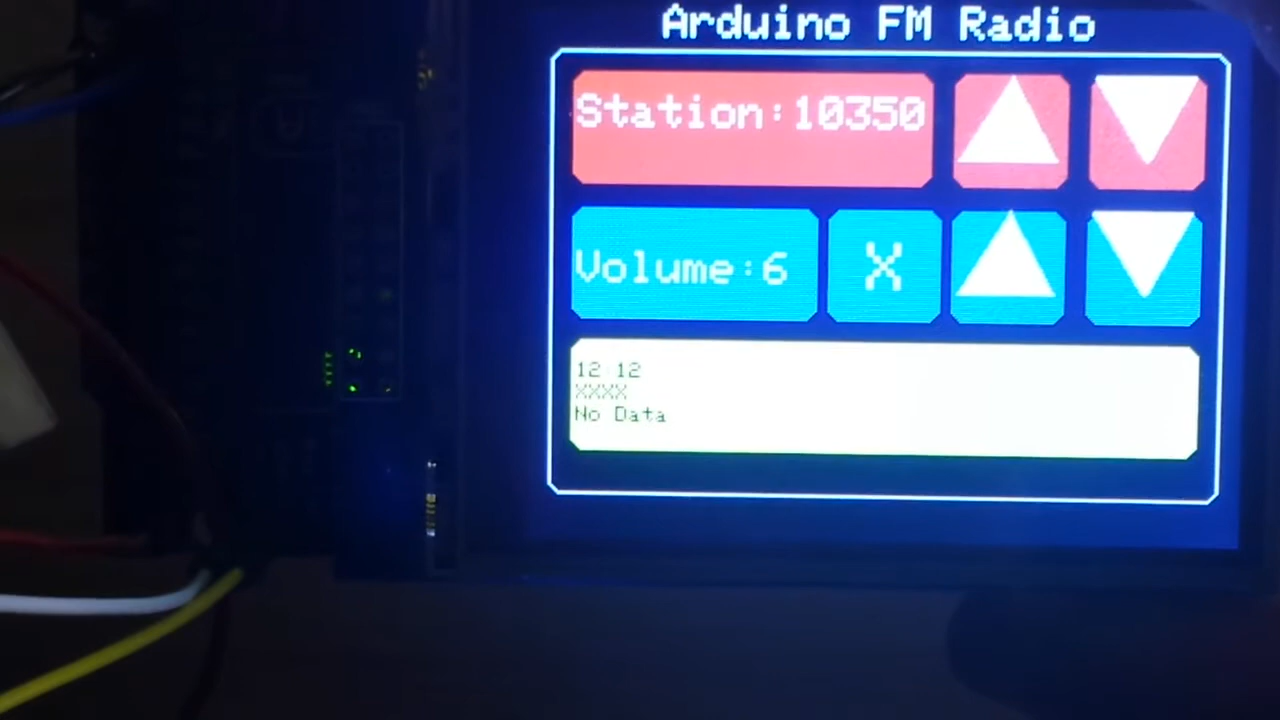 Arduino FM Radio
Station:10350
Volume:6 X
12:12
XXXX
No Data